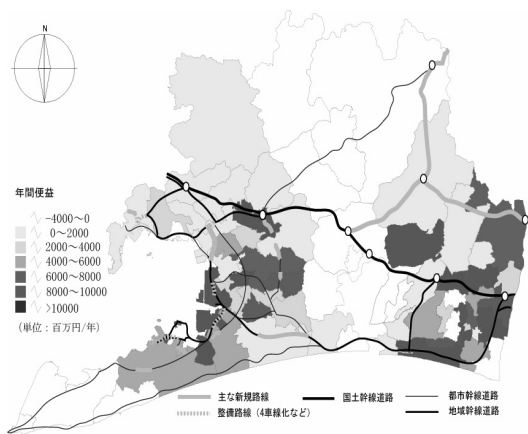 N
年間便益
-4000～0
0～2000
2000～4000
4000～6000
6000～8000
8000～10000
>10000
(単位：百万円/年)
主な新規路線
国土幹線道路
都市幹線道路
整備路線（4車線化など）
地域幹線道路